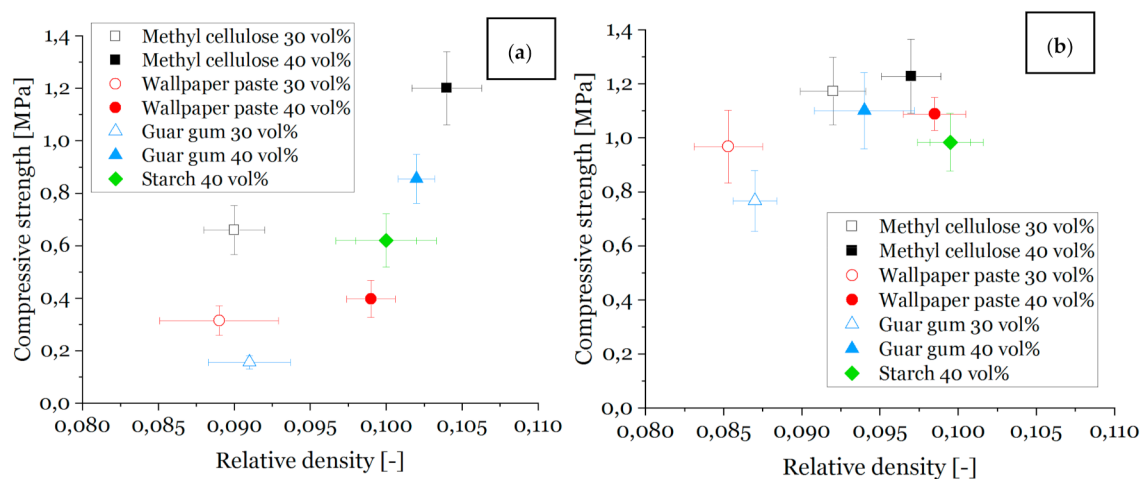 Methyl cellulose 30 vol%
Methyl cellulose 40 vol%
Wallpaper paste 30 vol%
Wallpaper paste 40 vol%
Guar gum 30 vol%
Guar gum 40 vol%
Starch 40 vol%
(a)
Compressive strength [MPa]
1,4
1,2
1,0
0,8
0,6
0,4
0,2
0,0
0,080 0,085 0,090 0,095 0,100 0,105 0,110
Relative density [-]
(b)
Compressive strength [MPa]
1,4
1,2
1,0
0,8
0,6
0,4
0,2
0,0
Methyl cellulose 30 vol%
Methyl cellulose 40 vol%
Wallpaper paste 30 vol%
Wallpaper paste 40 vol%
Guar gum 30 vol%
Guar gum 40 vol%
Starch 40 vol%
0,080 0,085 0,090 0,095 0,100 0,105 0,110
Relative density [-]